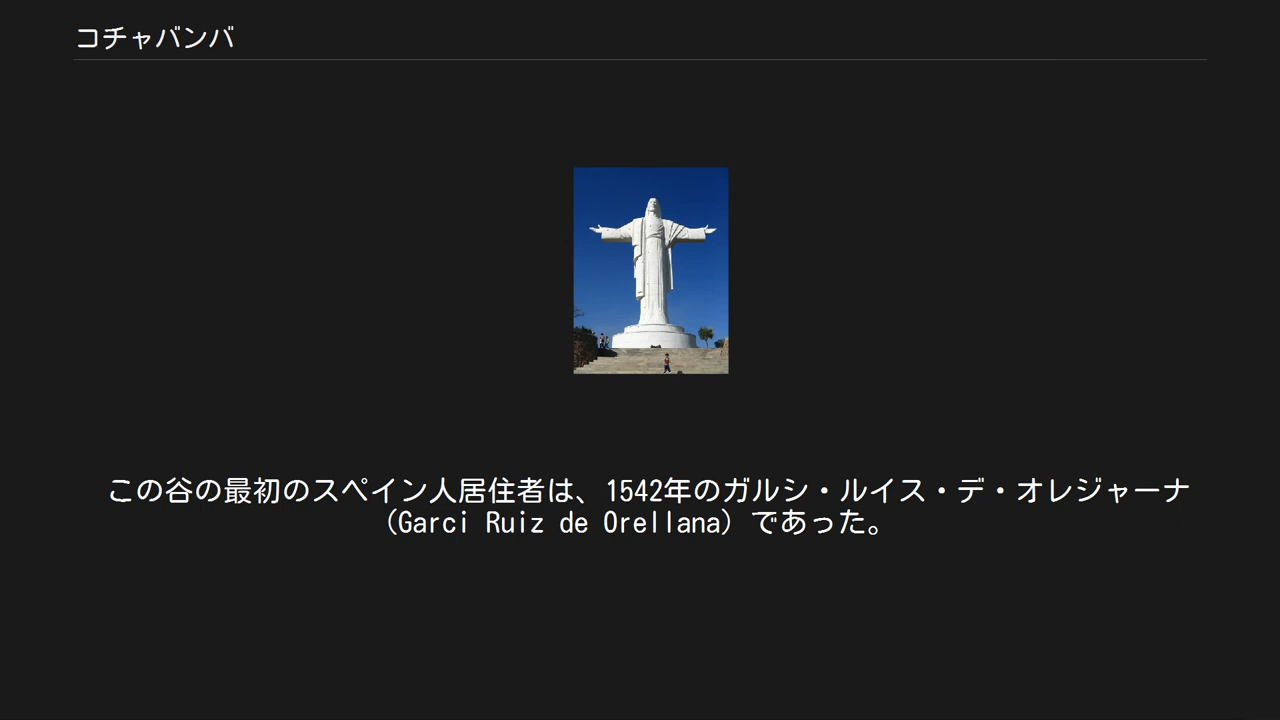 コチャバンバ
この谷の最初のスペイン人居住者は、1542年のガルシ・ルイス・デ・オレジャーナ
（Garci Ruiz de Orellana）であった。